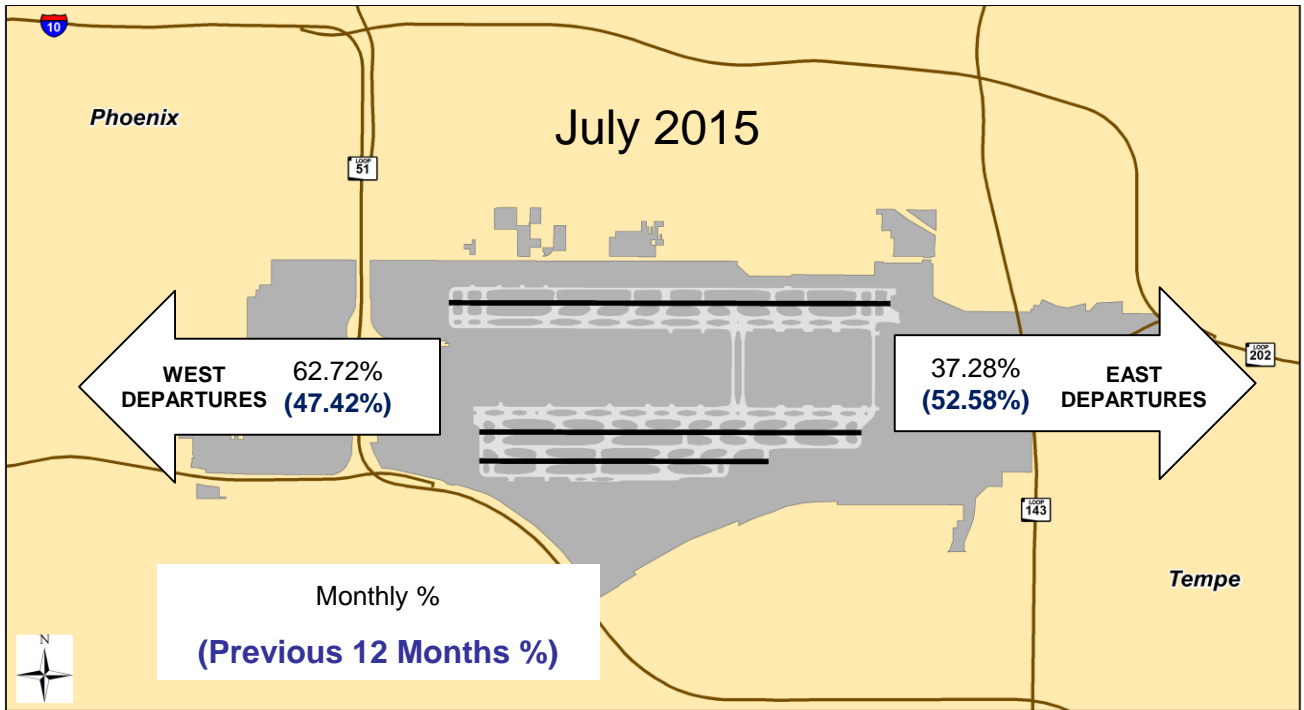 10
Phoenix
July 2015
LOOP
51
WEST
DEPARTURES
62.72%
(47.42%)
37.28%
(52.58%)
EAST
DEPARTURES
LOOP
202
LOOP
143
Tempe
Monthly %
(Previous 12 Months %)
N